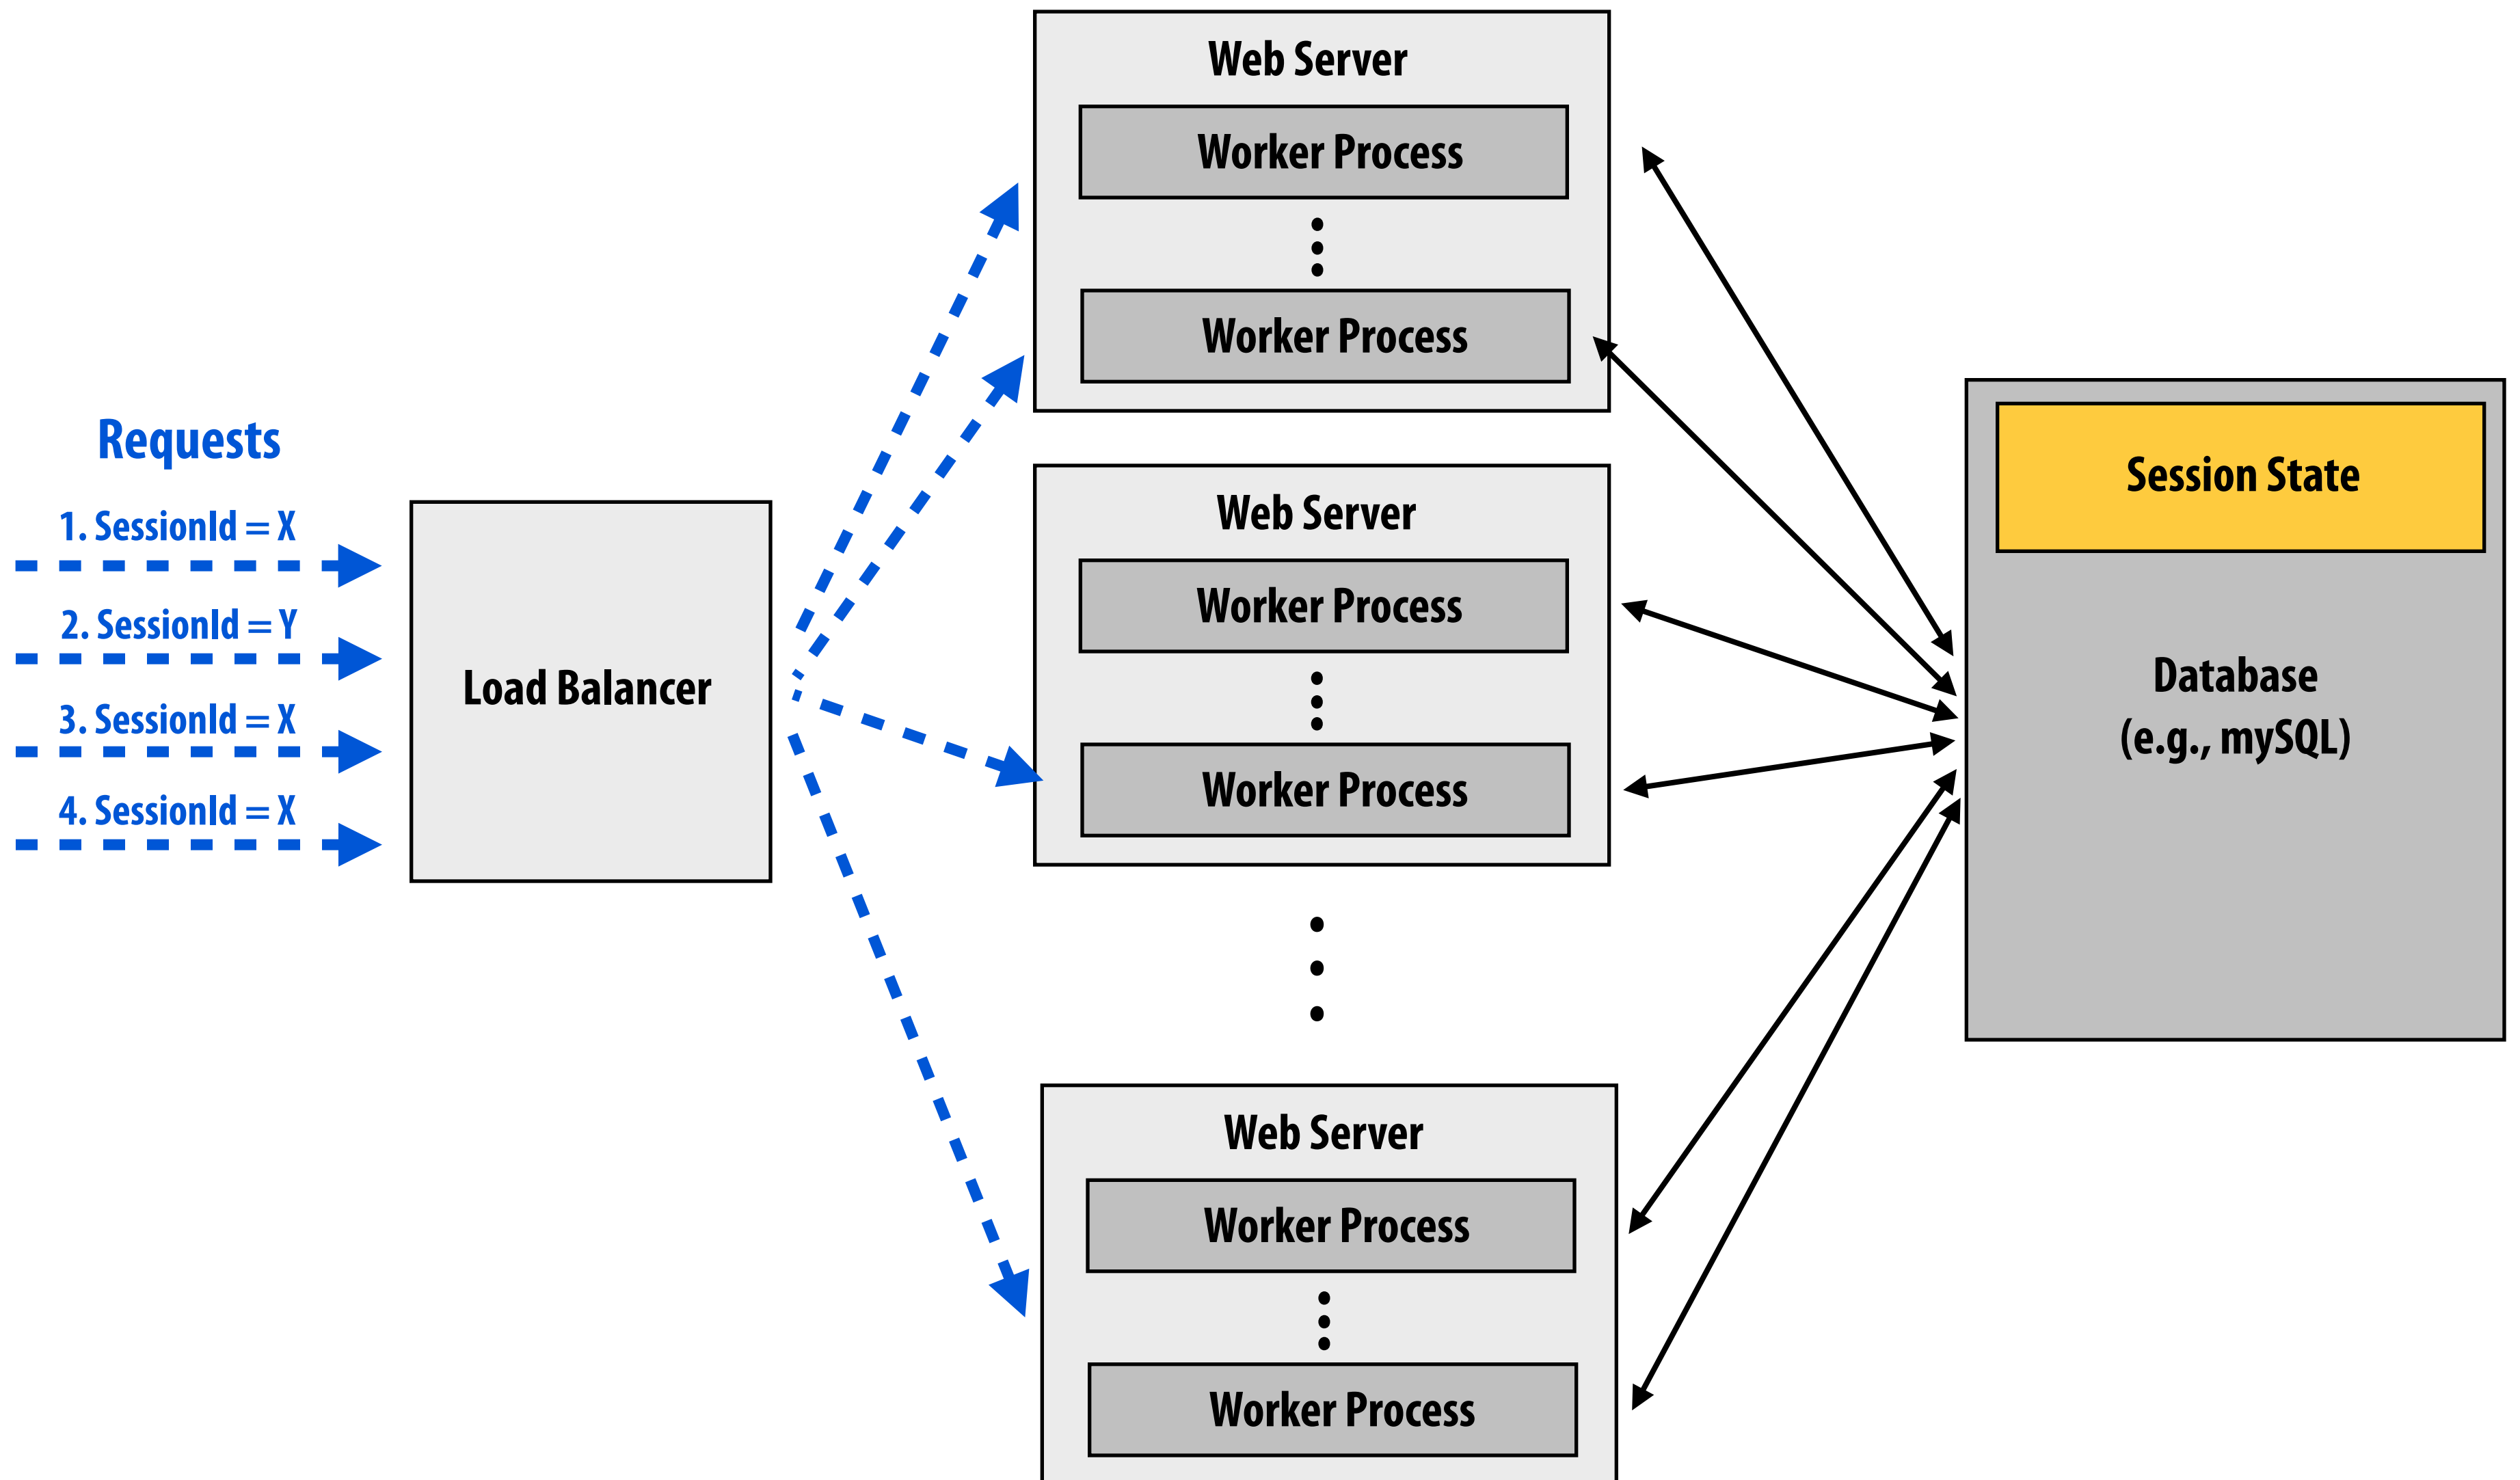 Requests
1. SessionId = X
2. SessionId = Y
3. SessionId = X
4. SessionId = X
Load Balancer
Web Server
Worker Process
Worker Process
Web Server
Worker Process
Worker Process
Web Server
Worker Process
Worker Process
Session State
Database
(e.g., mySQL)